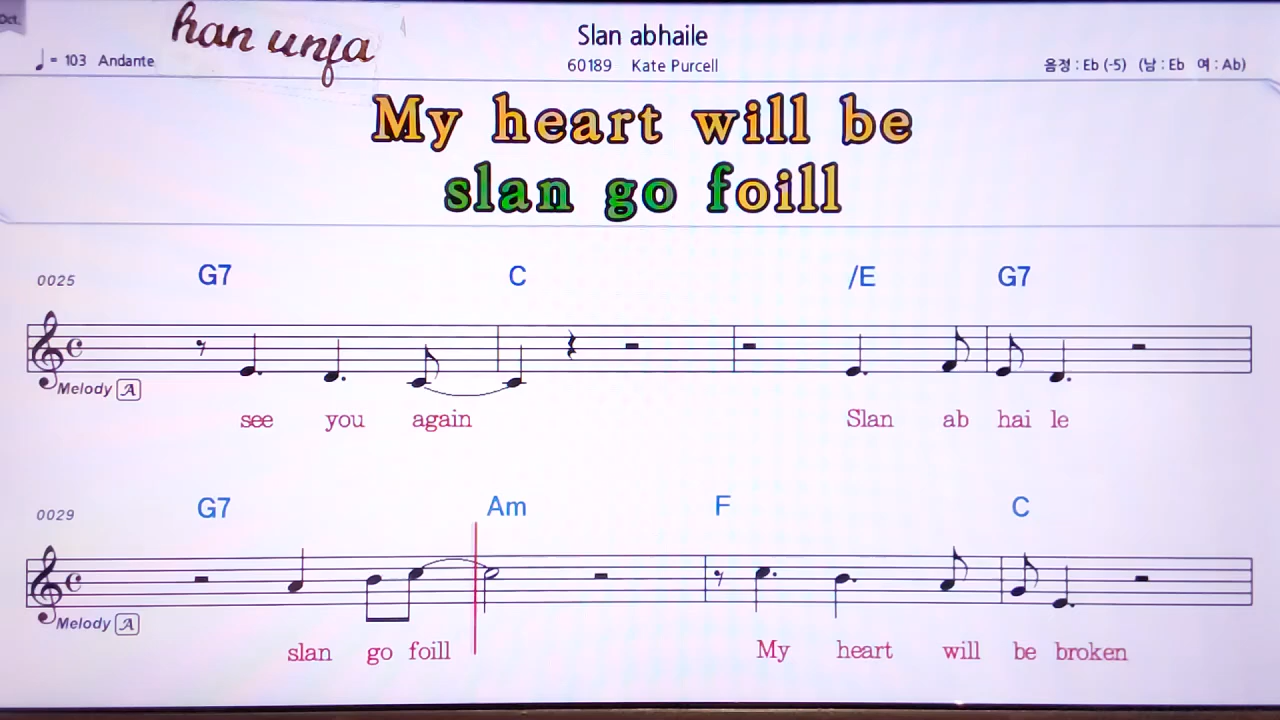 Oct.
han unfa
Slan abhaile
♩= 103 Andante
60189 Kate Purcell
음정 : Eb (-5) (남 : Eb 여 : Ab)
My heart will be
slan go foill
0025
G7 C /E G7
Melody A
see you again Slan ab hai le
0029
G7 Am F C
Melody A
slan go foill My heart will be broken